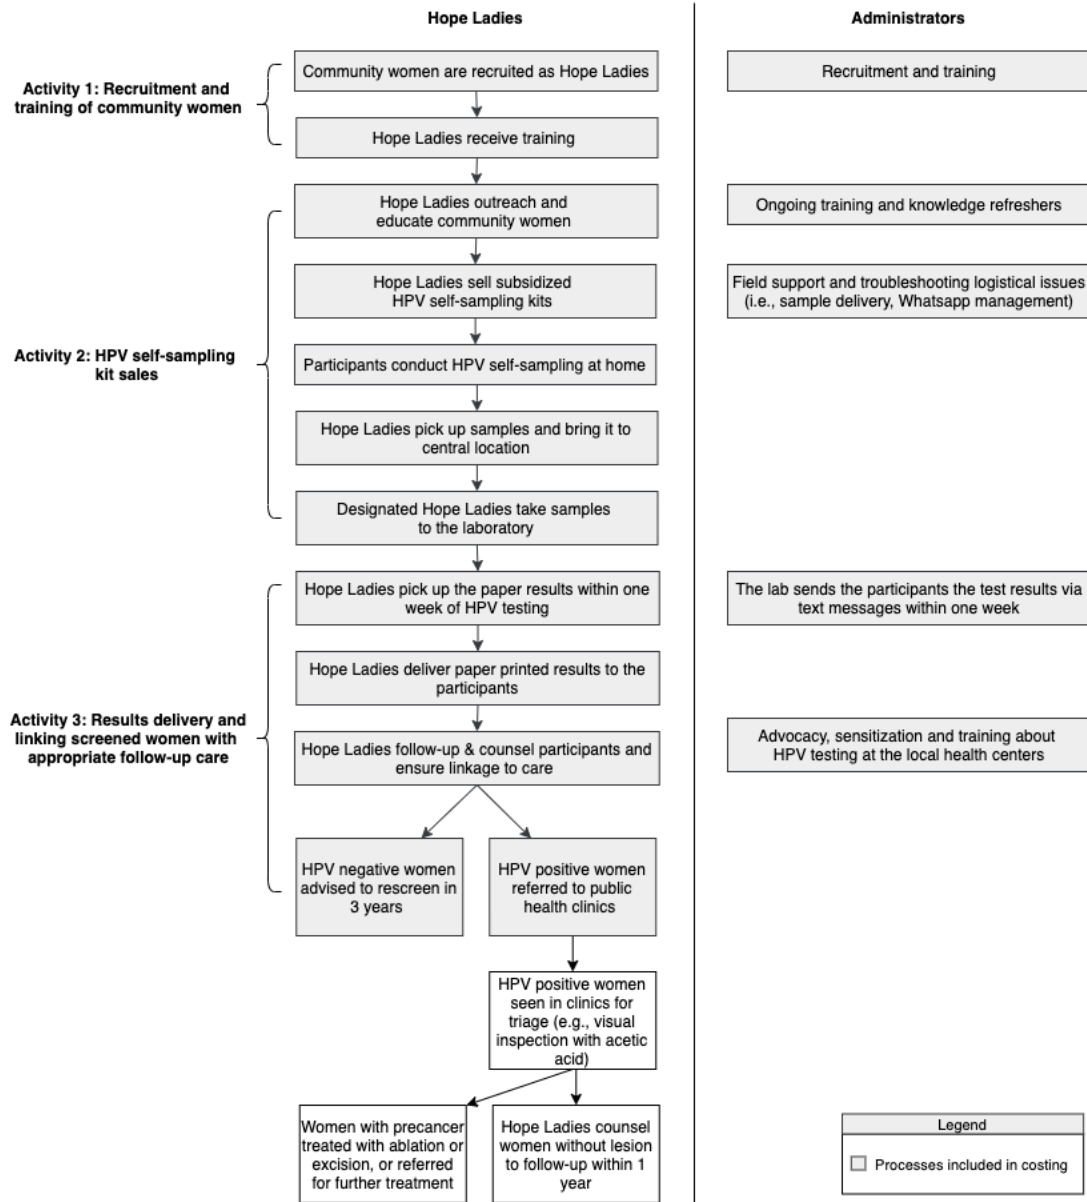 Hope Ladies
Administrators
Activity 1: Recruitment and
training of community women
Community women are recruited as Hope Ladies
Recruitment and training
Hope Ladies receive training
Activity 2: HPV self-sampling
kit sales
Hope Ladies outreach and
educate community women
Ongoing training and knowledge refreshers
Hope Ladies sell subsidized
HPV self-sampling kits
Field support and troubleshooting logistical issues
(i.e., sample delivery, Whatsapp management)
Participants conduct HPV self-sampling at home
Hope Ladies pick up samples and bring it to
central location
Designated Hope Ladies take samples
to the laboratory
Activity 3: Results delivery and
linking screened women with
appropriate follow-up care
Hope Ladies pick up the paper results within one
week of HPV testing
The lab sends the participants the test results via
text messages within one week
Hope Ladies deliver paper printed results to the
participants
Hope Ladies follow-up & counsel participants and
ensure linkage to care
Advocacy, sensitization and training about
HPV testing at the local health centers
HPV negative women
advised to rescreen in
3 years
HPV positive women
referred to public
health clinics
HPV positive women
seen in clinics for
triage (e.g., visual
inspection with acetic
acid)
Women with precancer
treated with ablation or
excision, or referred
for further treatment
Hope Ladies counsel
women without lesion
to follow-up within 1
year
Legend
Processes included in costing